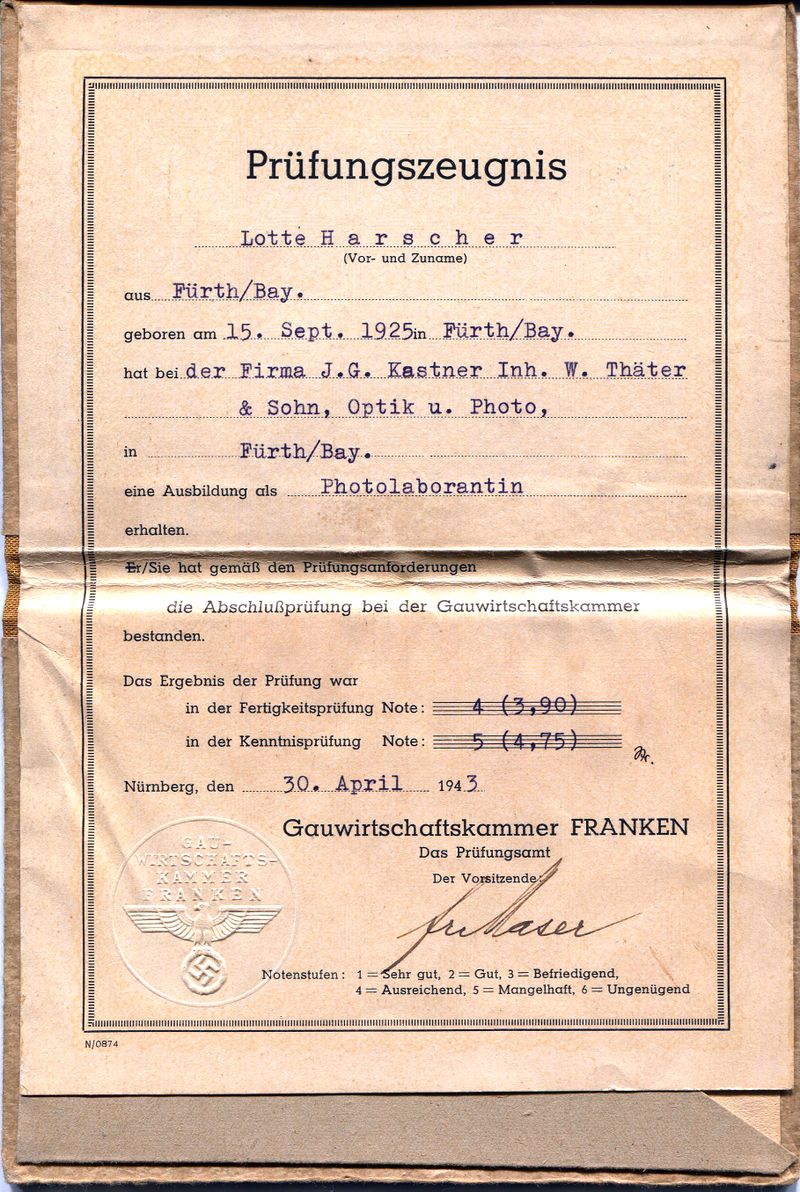 Prüfungszeugnis
Lotte H a r s c h e r
(Vor- und Zuname)
aus Fürth/Bay.
geboren am 15. Sept. 1925 in Fürth/Bay.
hat bei der Firma J.G. Kastner Inh. W. Thäter
& Sohn, Optik u. Photo,
in Fürth/Bay.
eine Ausbildung als Photolaborantin
erhalten.
Er/Sie hat gemäß den Prüfungsanforderungen
die Abschlußprüfung bei der Gauwirtschaftskammer
bestanden.
Das Ergebnis der Prüfung war
in der Fertigkeitsprüfung Note: 4 (3,90)
in der Kenntnisprüfung Note: 5 (4,75)
Nürnberg, den 30. April 1943
Gauwirtschaftskammer FRANKEN
Das Prüfungsamt
Der Vorsitzende:
GAU-
WIRTSCHAFTS-
KAMMER
FRANKEN
Notenstufen: 1 = Sehr gut, 2 = Gut, 3 = Befriedigend,
4 = Ausreichend, 5 = Mangelhaft, 6 = Ungenügend
N/0874